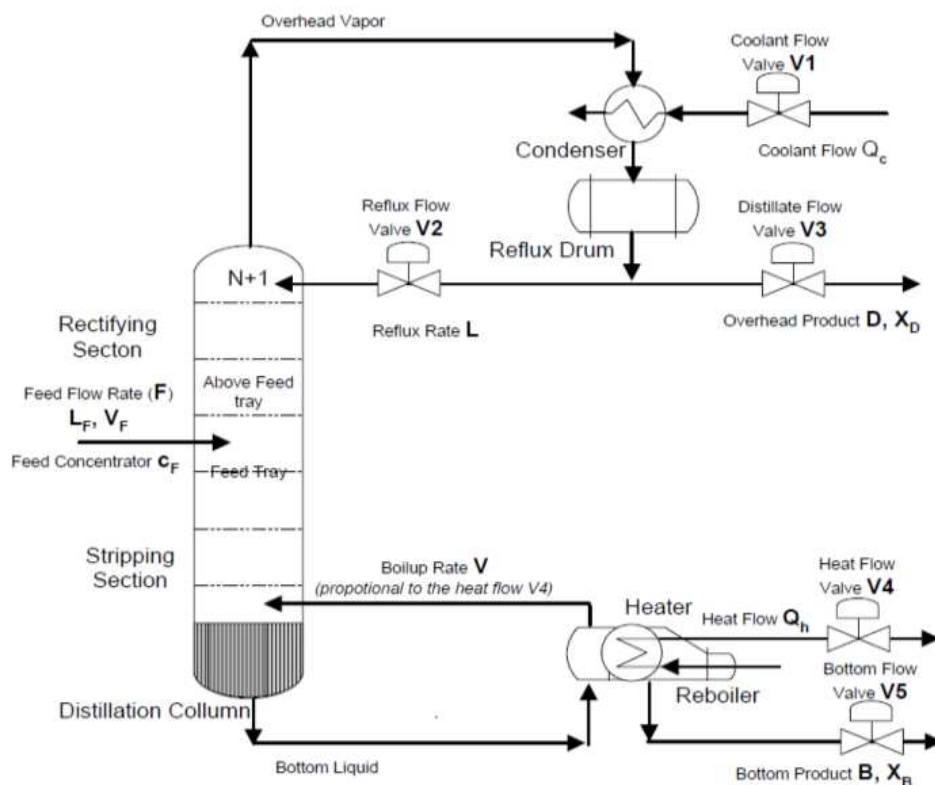 Overhead Vapor
Coolant Flow
Valve V1
Condenser
Coolant Flow Qc
Reflux Flow
Valve V2
Distillate Flow
Valve V3
Reflux Drum
N+1
Reflux Rate L
Overhead Product D, XD
Rectifying
Secton
Feed Flow Rate (F)
LF, VF
Above Feed
tray
Feed Concentrator cF
Feed Tray
Stripping
Section
Boilup Rate V
(propotional to the heat flow V4)
Heat Flow
Valve V4
Heater
Heat Flow Qh
Reboiler
Bottom Flow
Valve V5
Distillation Collumn
Bottom Liquid
Bottom Product B, XB